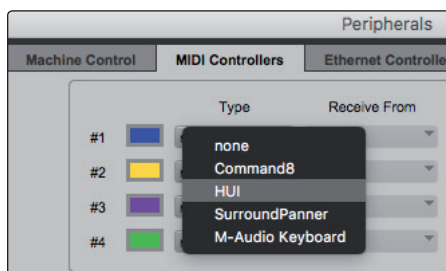 Peripherals
Machine Control MIDI Controllers Ethernet Controlle
Type Receive From
#1
none
Command8
#2
HUI
SurroundPanner
#3
M-Audio Keyboard
#4